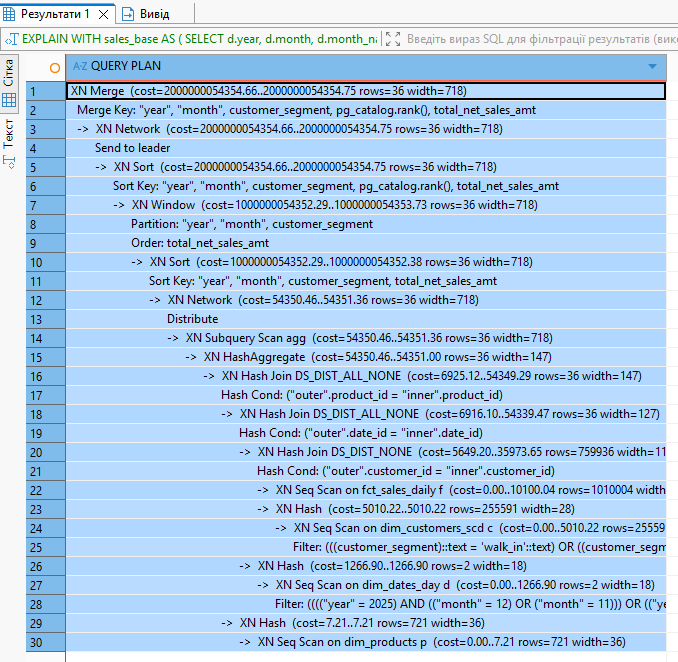 Результати 1 Вивід
EXPLAIN WITH sales_base AS ( SELECT d.year, d.month, d.month_na Введіть вираз SQL для фільтрації результатів (вико
Сітка
Текст
A-Z QUERY PLAN
1 XN Merge (cost=2000000054354.66..2000000054354.75 rows=36 width=718)
2 Merge Key: "year", "month", customer_segment, pg_catalog.rank(), total_net_sales_amt
3 -> XN Network (cost=2000000054354.66..2000000054354.75 rows=36 width=718)
4 Send to leader
5 -> XN Sort (cost=2000000054354.66..2000000054354.75 rows=36 width=718)
6 Sort Key: "year", "month", customer_segment, pg_catalog.rank(), total_net_sales_amt
7 -> XN Window (cost=1000000054352.29..1000000054353.73 rows=36 width=718)
8 Partition: "year", "month", customer_segment
9 Order: total_net_sales_amt
10 -> XN Sort (cost=1000000054352.29..1000000054352.38 rows=36 width=718)
11 Sort Key: "year", "month", customer_segment, total_net_sales_amt
12 -> XN Network (cost=54350.46..54351.36 rows=36 width=718)
13 Distribute
14 -> XN Subquery Scan agg (cost=54350.46..54351.36 rows=36 width=718)
15 -> XN HashAggregate (cost=54350.46..54351.00 rows=36 width=147)
16 -> XN Hash Join DS_DIST_ALL_NONE (cost=6925.12..54349.29 rows=36 width=147)
17 Hash Cond: ("outer".product_id = "inner".product_id)
18 -> XN Hash Join DS_DIST_ALL_NONE (cost=6916.10..54339.47 rows=36 width=127)
19 Hash Cond: ("outer".date_id = "inner".date_id)
20 -> XN Hash Join DS_DIST_NONE (cost=5649.20..35973.65 rows=759936 width=11
21 Hash Cond: ("outer".customer_id = "inner".customer_id)
22 -> XN Seq Scan on fct_sales_daily f (cost=0.00..10100.04 rows=1010004 width
23 -> XN Hash (cost=5010.22..5010.22 rows=255591 width=28)
24 -> XN Seq Scan on dim_customers_scd c (cost=0.00..5010.22 rows=25559
25 Filter: (((customer_segment)::text = 'walk_in'::text) OR ((customer_segm
26 -> XN Hash (cost=1266.90..1266.90 rows=2 width=18)
27 -> XN Seq Scan on dim_dates_day d (cost=0.00..1266.90 rows=2 width=18)
28 Filter: (((("year" = 2025) AND (("month" = 12) OR ("month" = 11))) OR (("ye
29 -> XN Hash (cost=7.21..7.21 rows=721 width=36)
30 -> XN Seq Scan on dim_products p (cost=0.00..7.21 rows=721 width=36)